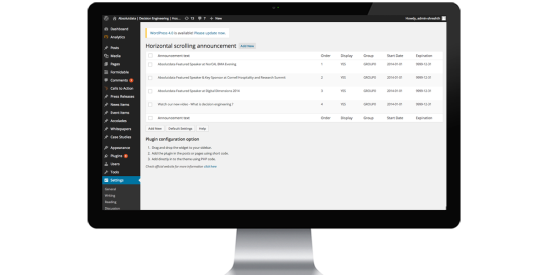 Absolutdata | Decision Engineering | Hom... 13 7 + New
Howdy, admin
Dashboard
Analytics
Posts
Media
Pages
Formidable
Comments
Calls to Action
Press Releases
News Items
Event Items
Accolades
Whitepapers
Case Studies
Appearance
Plugins
Users
Tools
Settings
General
Writing
Reading
Discussion
WordPress 4.0 is available! Please update now.
Horizontal scrolling announcement Add New
Announcement text Order Display Group Start Date Expiration
Absolutdata Featured Speaker at 1 YES GROUP1 2014-01-01 9999-12-31
Absolutdata Featured Speaker & Key Sponsor at Cornell Hospitality and Research Summit 2 YES GROUP1 2014-01-01 9999-12-31
Absolutdata Featured Speaker at Digital Dimensions 2014 3 YES GROUP1 2014-01-01 9999-12-31
Watch our new video - What is decision engineering ? 4 YES GROUP1 2014-01-01 9999-12-31
Announcement text Order Display Group Start Date Expiration
Add New Default Settings Help
Plugin configuration option
1. Drag and drop the widget to your sidebar.
2. Add the plugin in the posts or pages using short code.
3. Add directly in to the theme using PHP code.
Check official website for more information click here